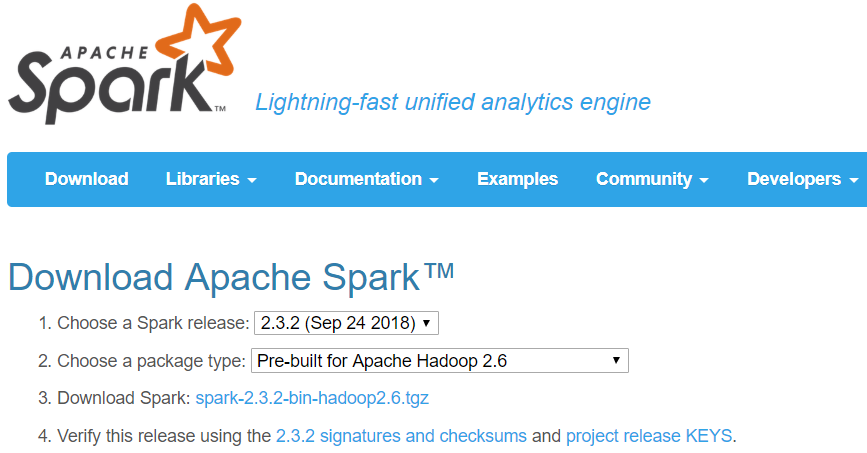 APACHE
Spark™
Lightning-fast unified analytics engine
Download Libraries Documentation Examples Community Developers
Download Apache Spark™
1. Choose a Spark release: 2.3.2 (Sep 24 2018)
2. Choose a package type: Pre-built for Apache Hadoop 2.6
3. Download Spark: spark-2.3.2-bin-hadoop2.6.tgz
4. Verify this release using the 2.3.2 signatures and checksums and project release KEYS.